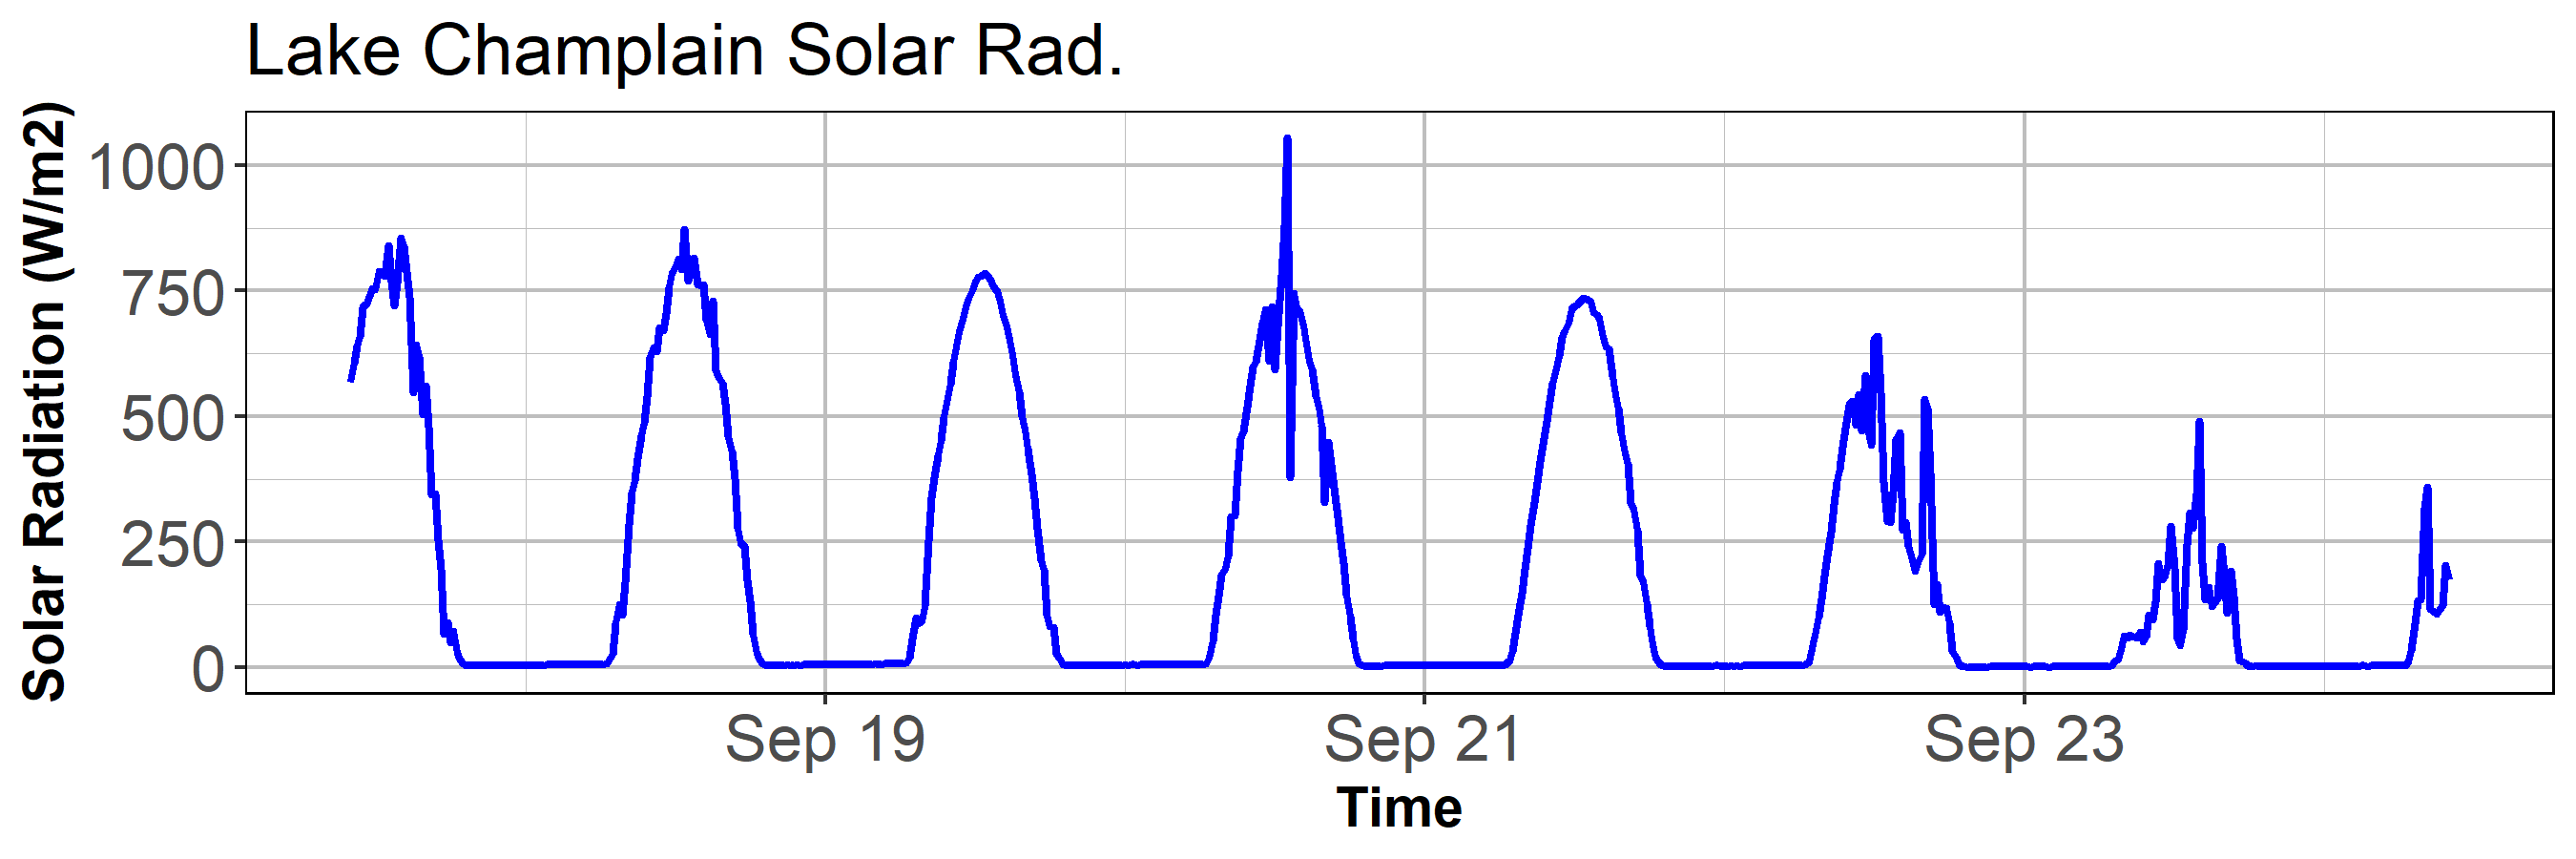 Lake Champlain Solar Rad.
Solar Radiation (W/m2)
1000
750
500
250
0
Sep 19 Sep 21 Sep 23
Time